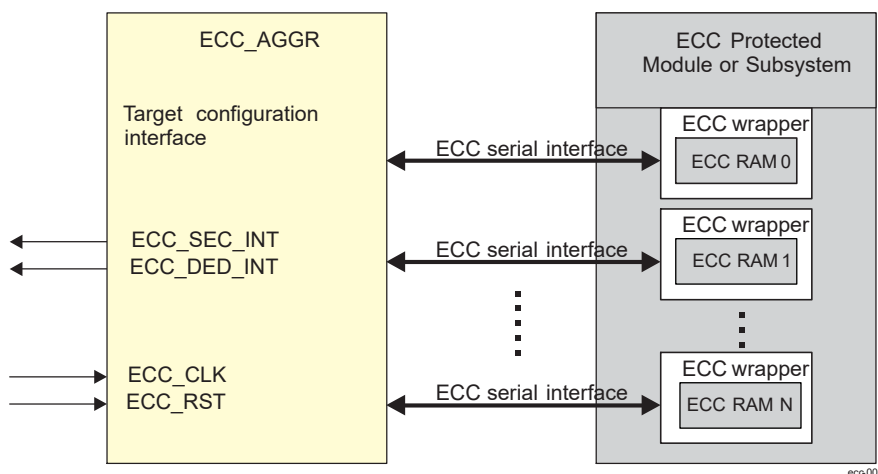 ECC_AGGR
Target configuration
interface
ECC_SEC_INT
ECC_DED_INT
ECC_CLK
ECC_RST
ECC serial interface
ECC serial interface
ECC serial interface
ECC Protected
Module or Subsystem
ECC wrapper
ECC RAM 0
ECC wrapper
ECC RAM 1
ECC wrapper
ECC RAM N